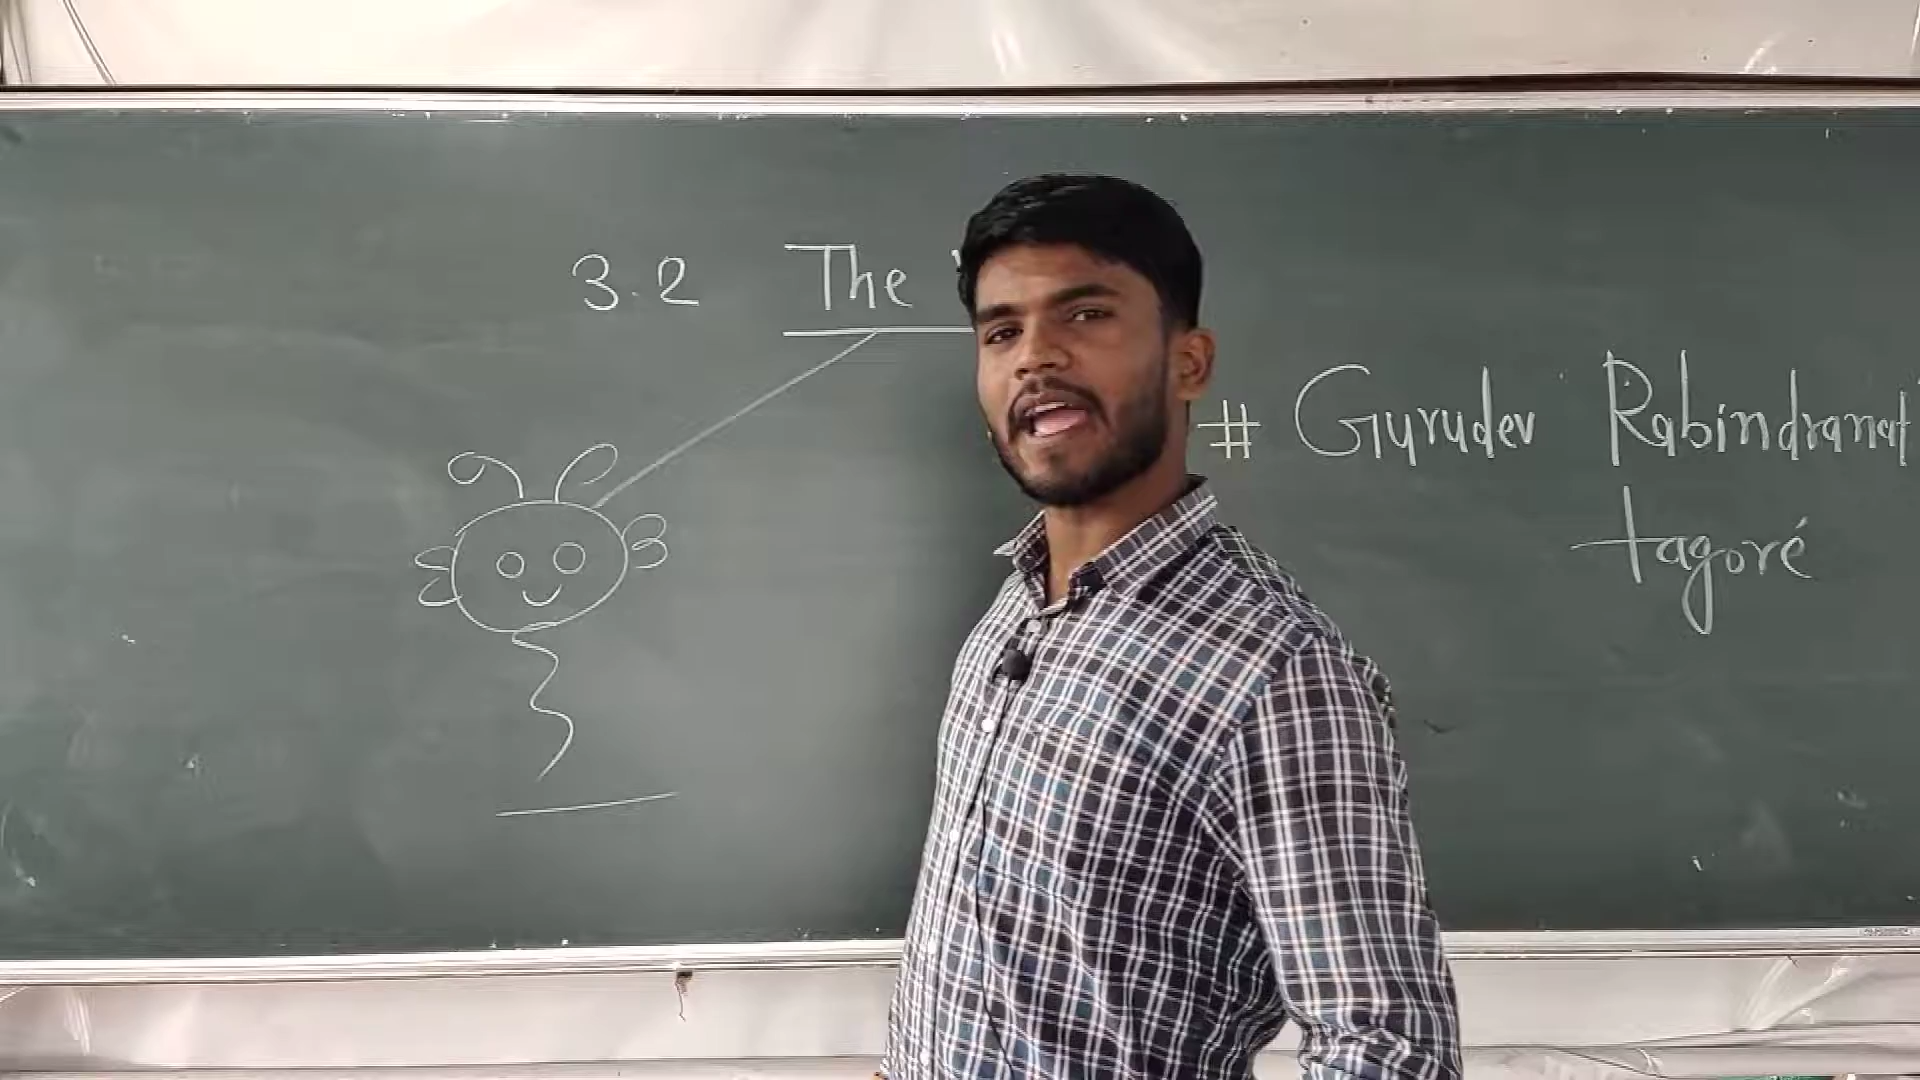 3.2 The
# Gurudev Rabindranat
tagore